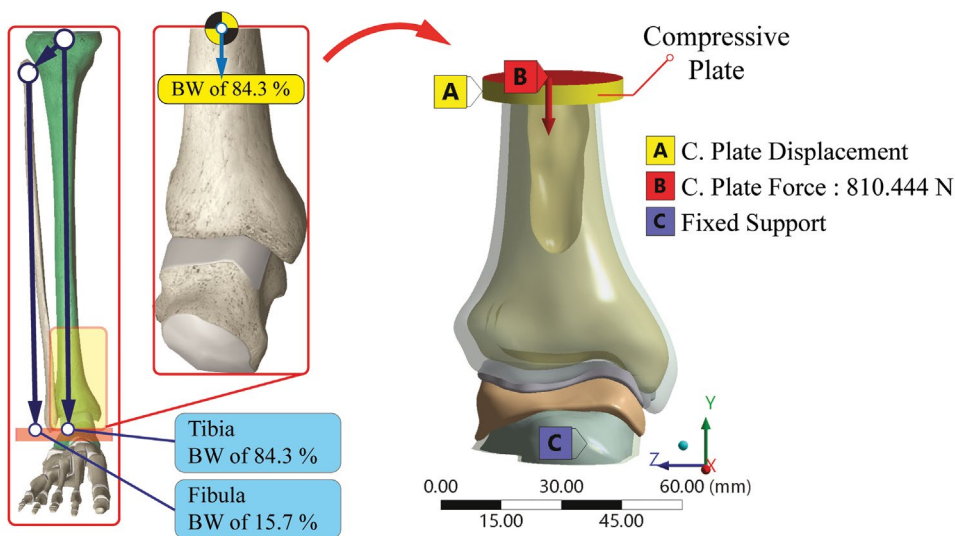 BW of 84.3 %
Tibia
BW of 84.3 %
Fibula
BW of 15.7 %
Compressive
Plate
A
B
A C. Plate Displacement
B C. Plate Force : 810.444 N
C Fixed Support
C
Y
Z
X
0.00 30.00 60.00 (mm)
15.00 45.00